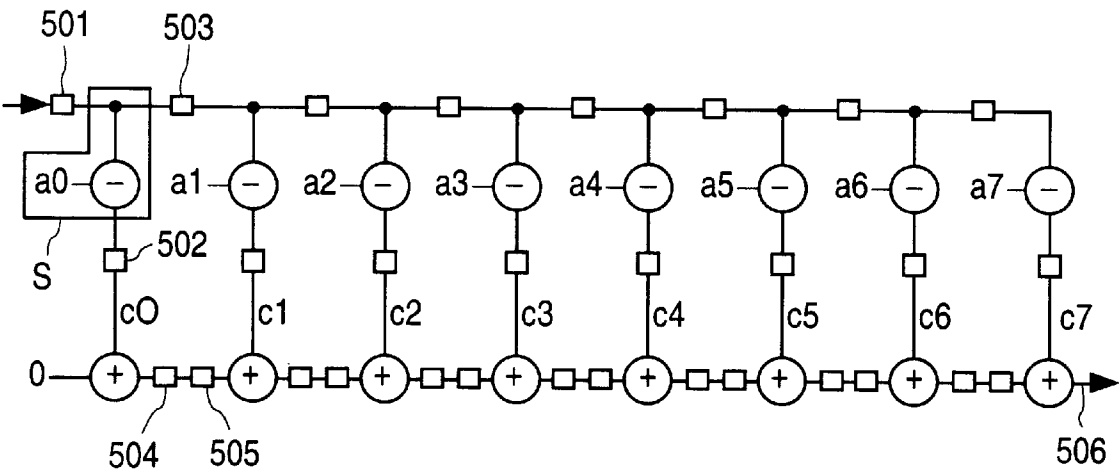 501 503
a0 − a1 − a2 − a3 − a4 − a5 − a6 − a7 −
S 502
c0 c1 c2 c3 c4 c5 c6 c7
0 + + + + + + + +
504 505 506